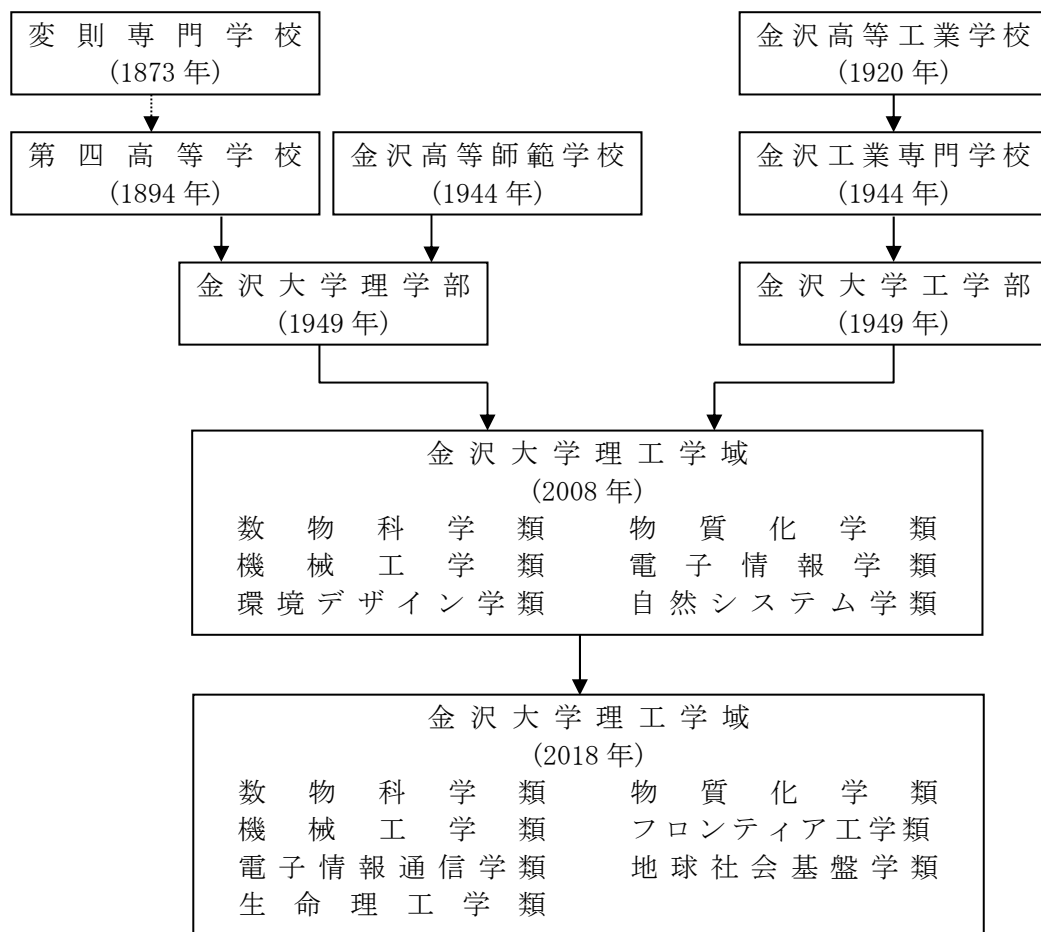 変則専門学校
(1873年)
金沢高等工業学校
(1920年)
第四高等学校
(1894年)
金沢高等師範学校
(1944年)
金沢工業専門学校
(1944年)
金沢大学理学部
(1949年)
金沢大学工学部
(1949年)
金沢大学理工学域
(2008年)
数物科学類 物質化学類
機械工学類 電子情報学類
環境デザイン学類 自然システム学類
金沢大学理工学域
(2018年)
数物科学類 物質化学類
機械工学類 フロンティア工学類
電子情報通信学類 地球社会基盤学類
生命理工学類